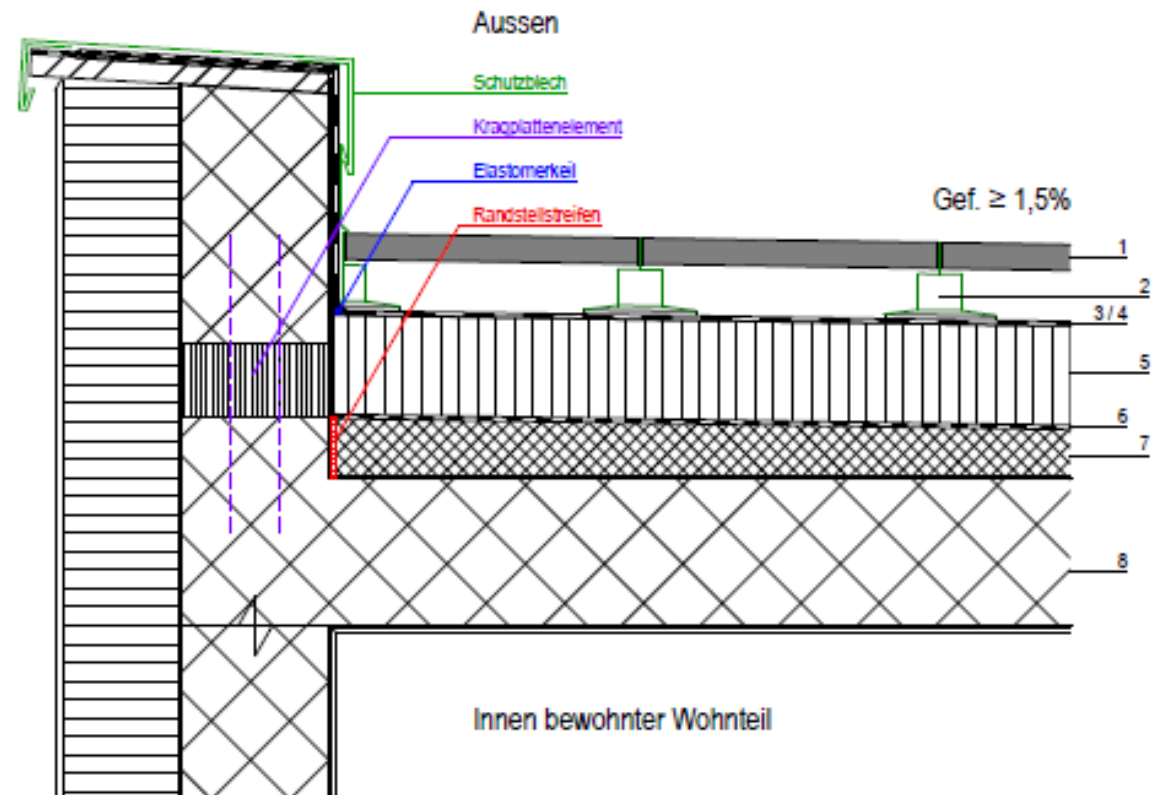 Aussen
Schutzblech
Kragplattenelement
Elastomerkeil
Randstellstreifen
Gef. ≥ 1,5%
1
2
3 / 4
5
6
7
8
Innen bewohnter Wohnteil